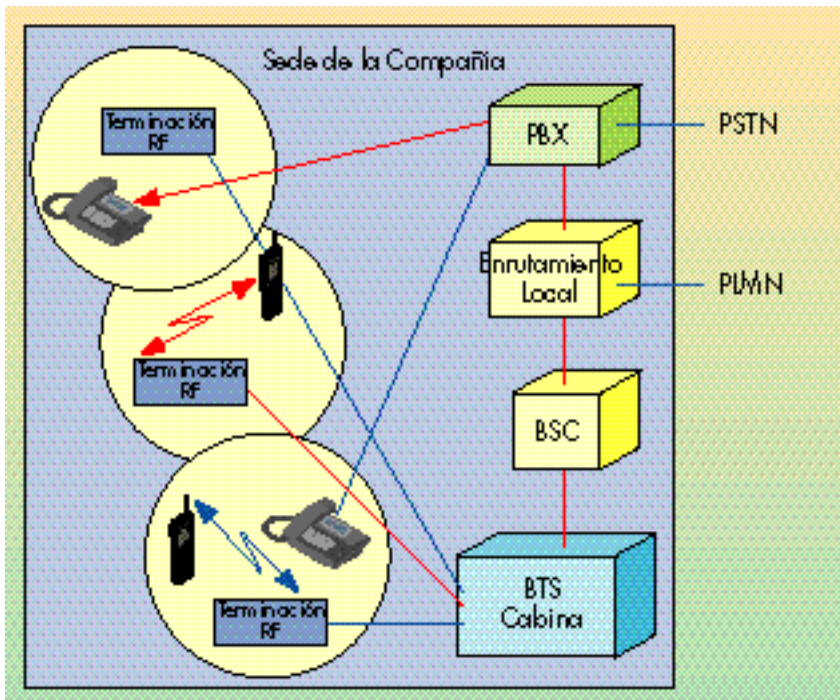 Sede de la Compañía
Terminación
RF
PBX
PSTN
Enrutamiento
Local
PLMN
Terminación
RF
BSC
BTS
Cabina
Terminación
RF